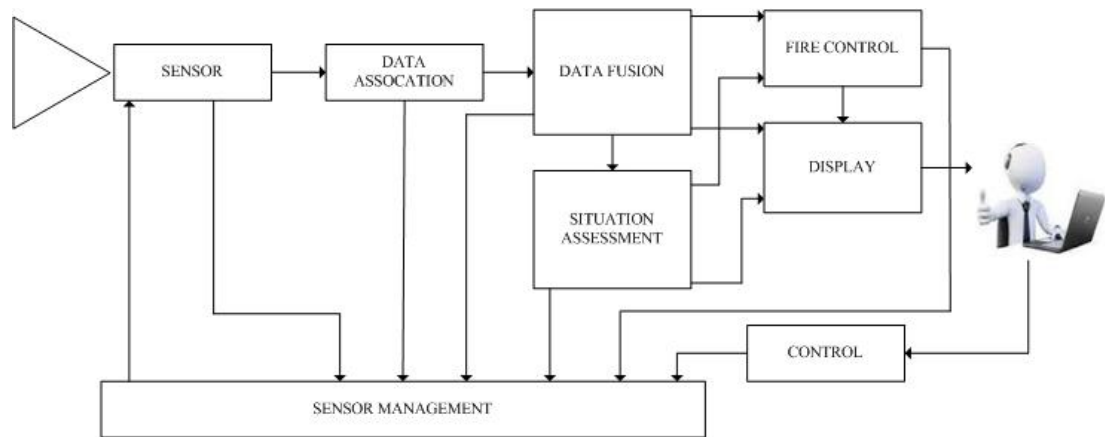 SENSOR
DATA
ASSOCATION
DATA FUSION
FIRE CONTROL
DISPLAY
SITUATION
ASSESSMENT
CONTROL
SENSOR MANAGEMENT